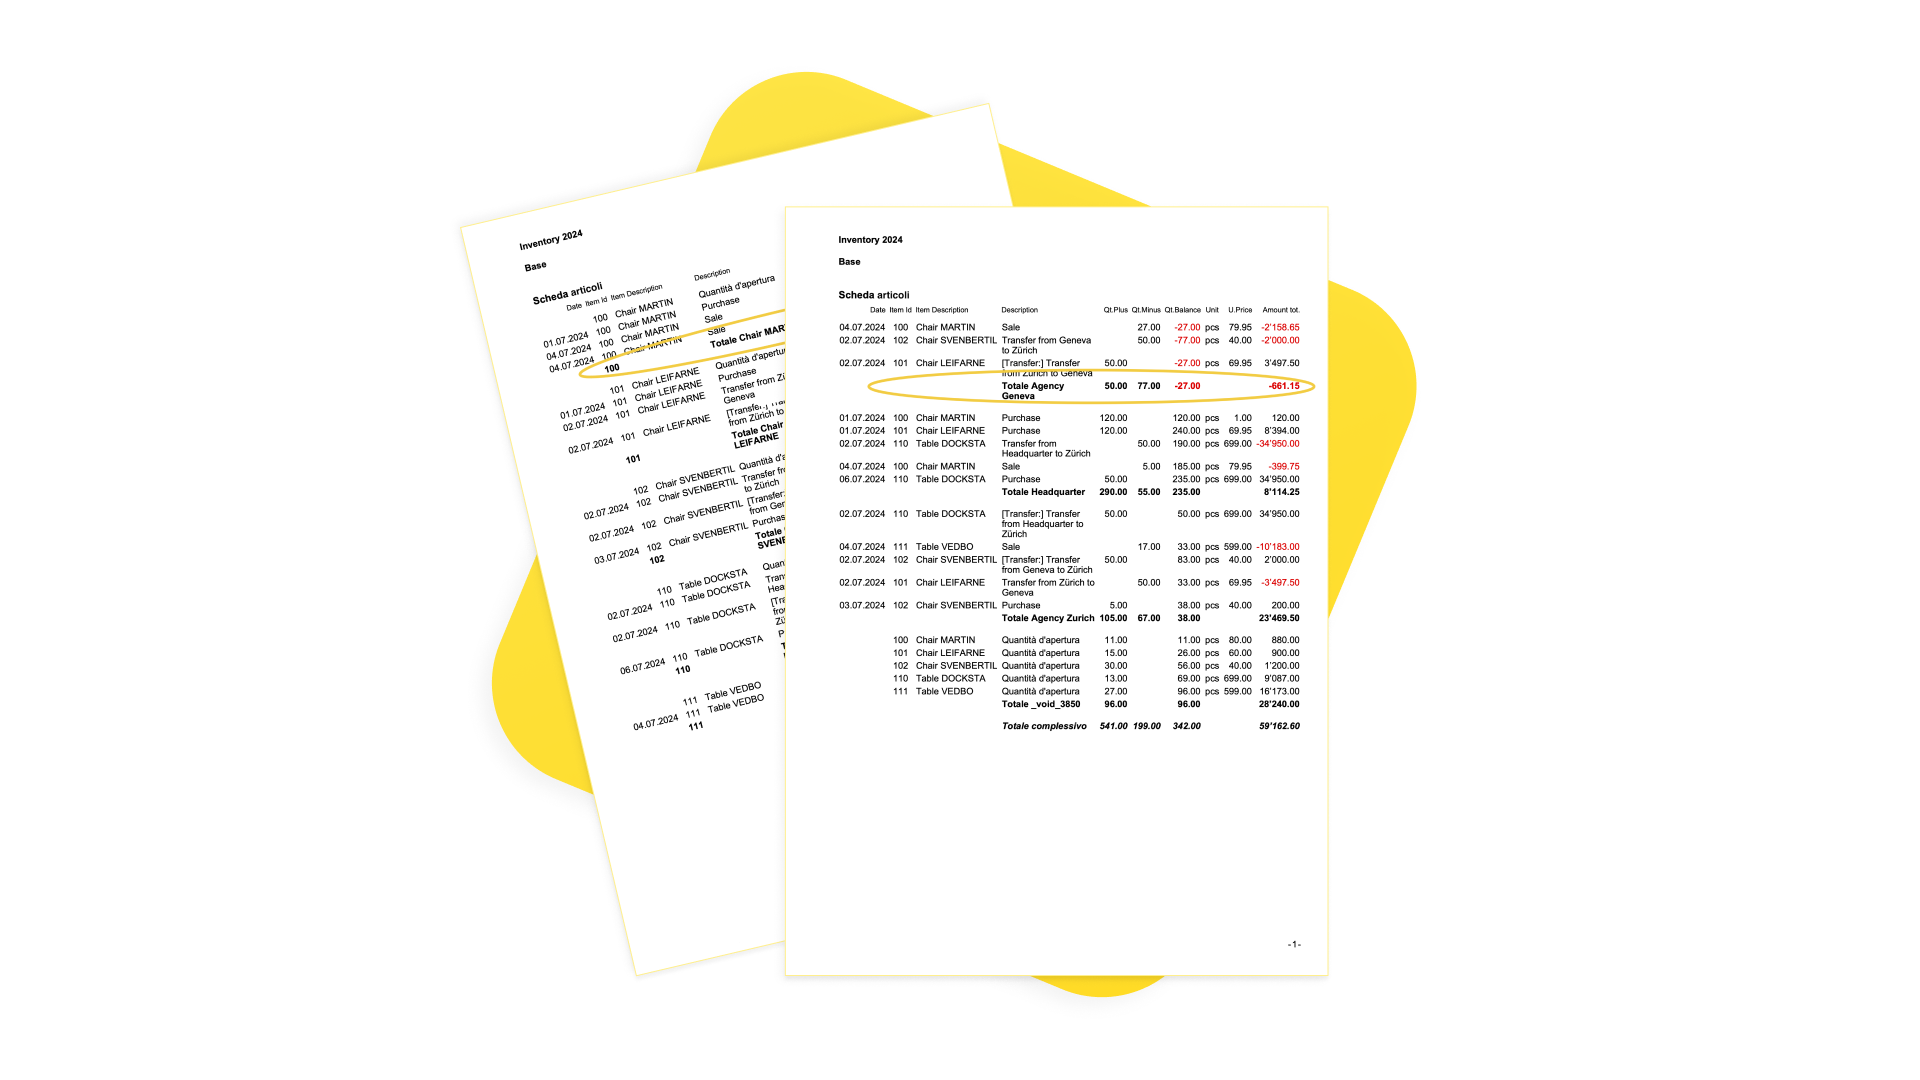 Inventory 2024
Base
Scheda articoli
Date Item Id Item Description Description
100 Chair MARTIN Quantità d'apertura
01.07.2024 100 Chair MARTIN Purchase
04.07.2024 100 Chair MARTIN Sale
04.07.2024 100 Chair MARTIN Sale
100 Totale Chair MAR
101 Chair LEIFARNE Quantità d'apertu
01.07.2024 101 Chair LEIFARNE Purchase
02.07.2024 101 Chair LEIFARNE Transfer from Zü
Geneva
02.07.2024 101 Chair LEIFARNE [Transfer:]
from Zürich to
101 Totale Chair
LEIFARNE
102 Chair SVENBERTIL Quantità d'a
02.07.2024 102 Chair SVENBERTIL Transfer fr
to Zürich
02.07.2024 102 Chair SVENBERTIL [Transfer:
from Gen
03.07.2024 102 Chair SVENBERTIL Purchas
102 Totale
SVENB
110 Table DOCKSTA Quan
02.07.2024 110 Table DOCKSTA Tran
Hea
02.07.2024 110 Table DOCKSTA [Tr
fro
Zü
06.07.2024 110 Table DOCKSTA P
110
111 Table VEDBO
04.07.2024 111 Table VEDBO
111
Inventory 2024
Base
Scheda articoli
Date Item Id Item Description Description Qt.Plus Qt.Minus Qt.Balance Unit U.Price Amount tot.
04.07.2024 100 Chair MARTIN Sale 27.00 -27.00 pcs 79.95 -2'158.65
02.07.2024 102 Chair SVENBERTIL Transfer from Geneva 50.00 -77.00 pcs 40.00 -2'000.00
to Zürich
02.07.2024 101 Chair LEIFARNE [Transfer:] Transfer 50.00 -27.00 pcs 69.95 3'497.50
from Zürich to Geneva
Totale Agency 50.00 77.00 -27.00 -661.15
Geneva
01.07.2024 100 Chair MARTIN Purchase 120.00 120.00 pcs 1.00 120.00
01.07.2024 101 Chair LEIFARNE Purchase 120.00 240.00 pcs 69.95 8'394.00
02.07.2024 110 Table DOCKSTA Transfer from 50.00 190.00 pcs 699.00 -34'950.00
Headquarter to Zürich
04.07.2024 100 Chair MARTIN Sale 5.00 185.00 pcs 79.95 -399.75
06.07.2024 110 Table DOCKSTA Purchase 50.00 235.00 pcs 699.00 34'950.00
Totale Headquarter 290.00 55.00 235.00 8'114.25
02.07.2024 110 Table DOCKSTA [Transfer:] Transfer 50.00 50.00 pcs 699.00 34'950.00
from Headquarter to
Zürich
04.07.2024 111 Table VEDBO Sale 17.00 33.00 pcs 599.00 -10'183.00
02.07.2024 102 Chair SVENBERTIL [Transfer:] Transfer 50.00 83.00 pcs 40.00 2'000.00
from Geneva to Zürich
02.07.2024 101 Chair LEIFARNE Transfer from Zürich to 50.00 33.00 pcs 69.95 -3'497.50
Geneva
03.07.2024 102 Chair SVENBERTIL Purchase 5.00 38.00 pcs 40.00 200.00
Totale Agency Zurich 105.00 67.00 38.00 23'469.50
100 Chair MARTIN Quantità d'apertura 11.00 11.00 pcs 80.00 880.00
101 Chair LEIFARNE Quantità d'apertura 15.00 26.00 pcs 60.00 900.00
102 Chair SVENBERTIL Quantità d'apertura 30.00 56.00 pcs 40.00 1'200.00
110 Table DOCKSTA Quantità d'apertura 13.00 69.00 pcs 699.00 9'087.00
111 Table VEDBO Quantità d'apertura 27.00 96.00 pcs 599.00 16'173.00
Totale _void_3850 96.00 96.00 28'240.00
Totale complessivo 541.00 199.00 342.00 59'162.60
-1-